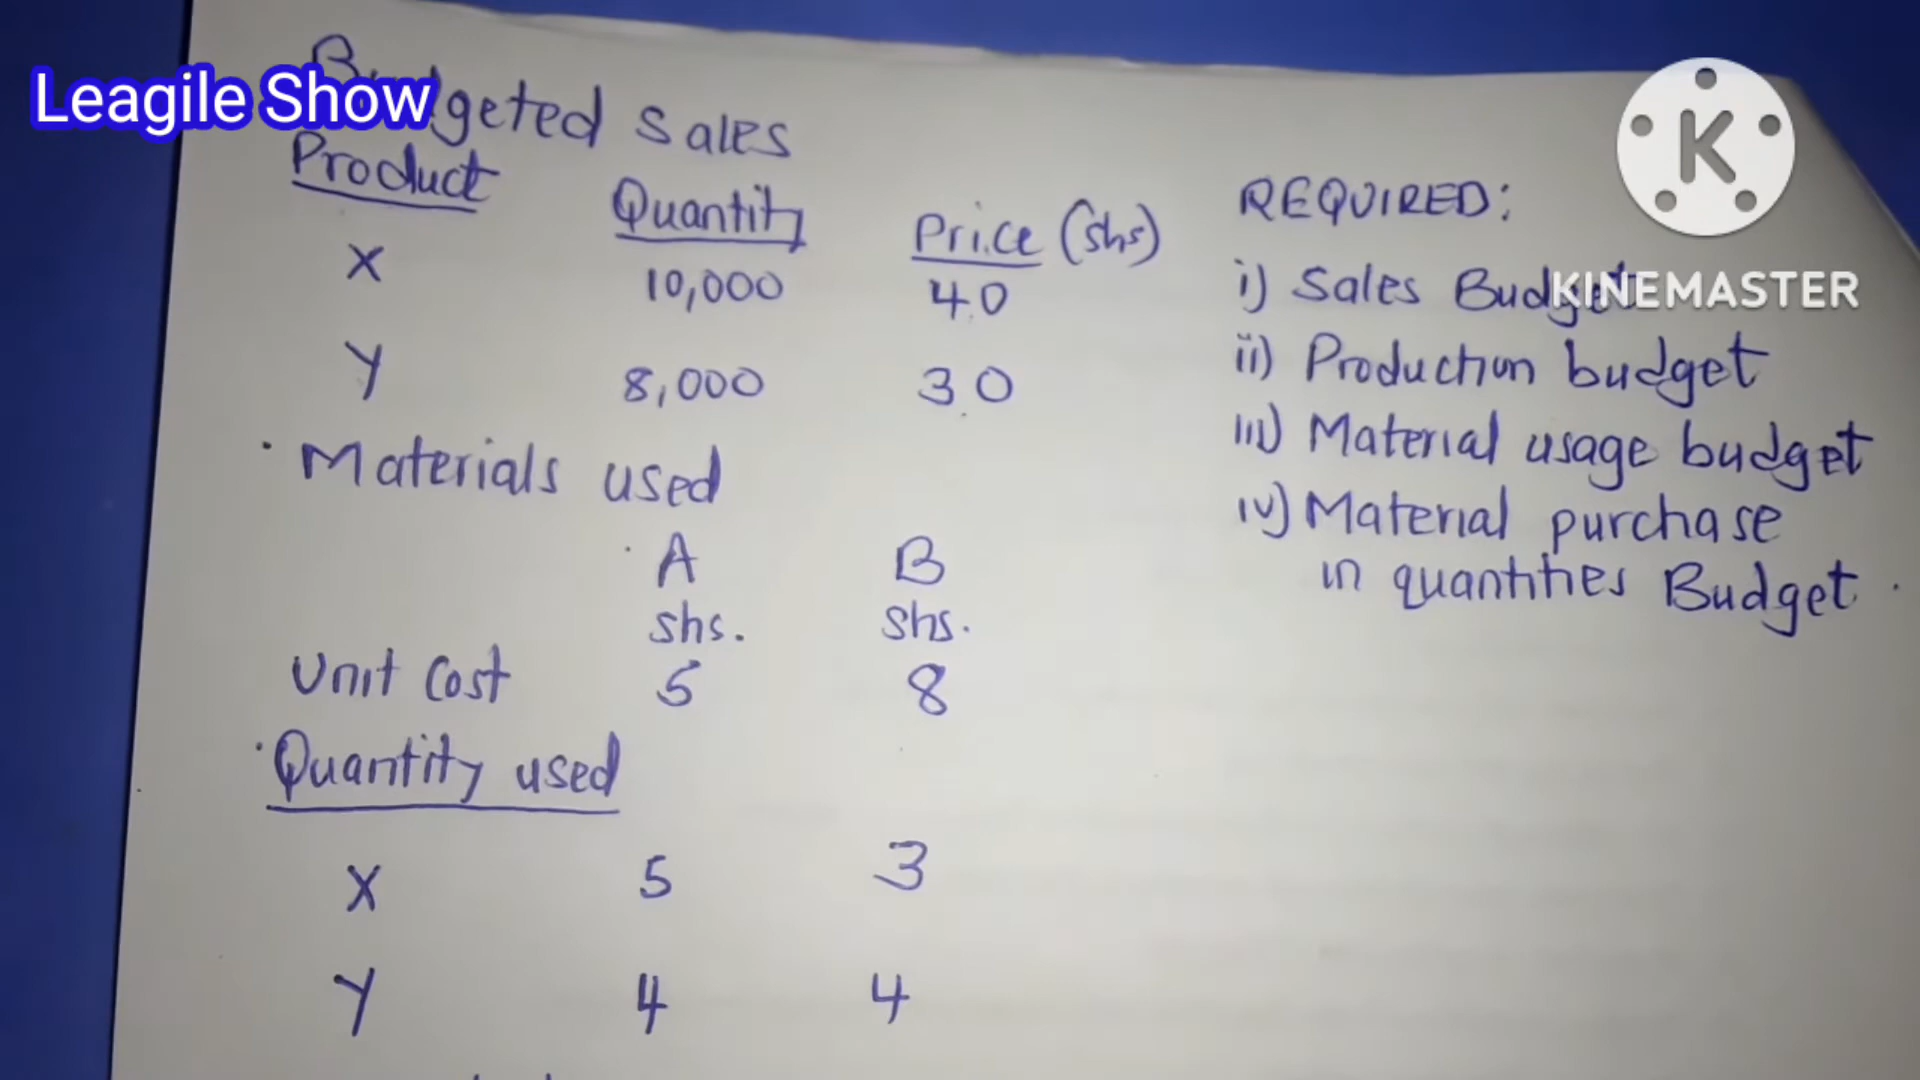 Leagile Show
Budgeted sales
Product Quantity Price (shs)
X 10,000 40
Y 8,000 30
Materials used
A B
shs. shs.
Unit Cost 5 8
Quantity used
X 5 3
Y 4 4
REQUIRED:
i) Sales Budget
ii) Production budget
iii) Material usage budget
iv) Material purchase
in quantities Budget
K
KINEMASTER